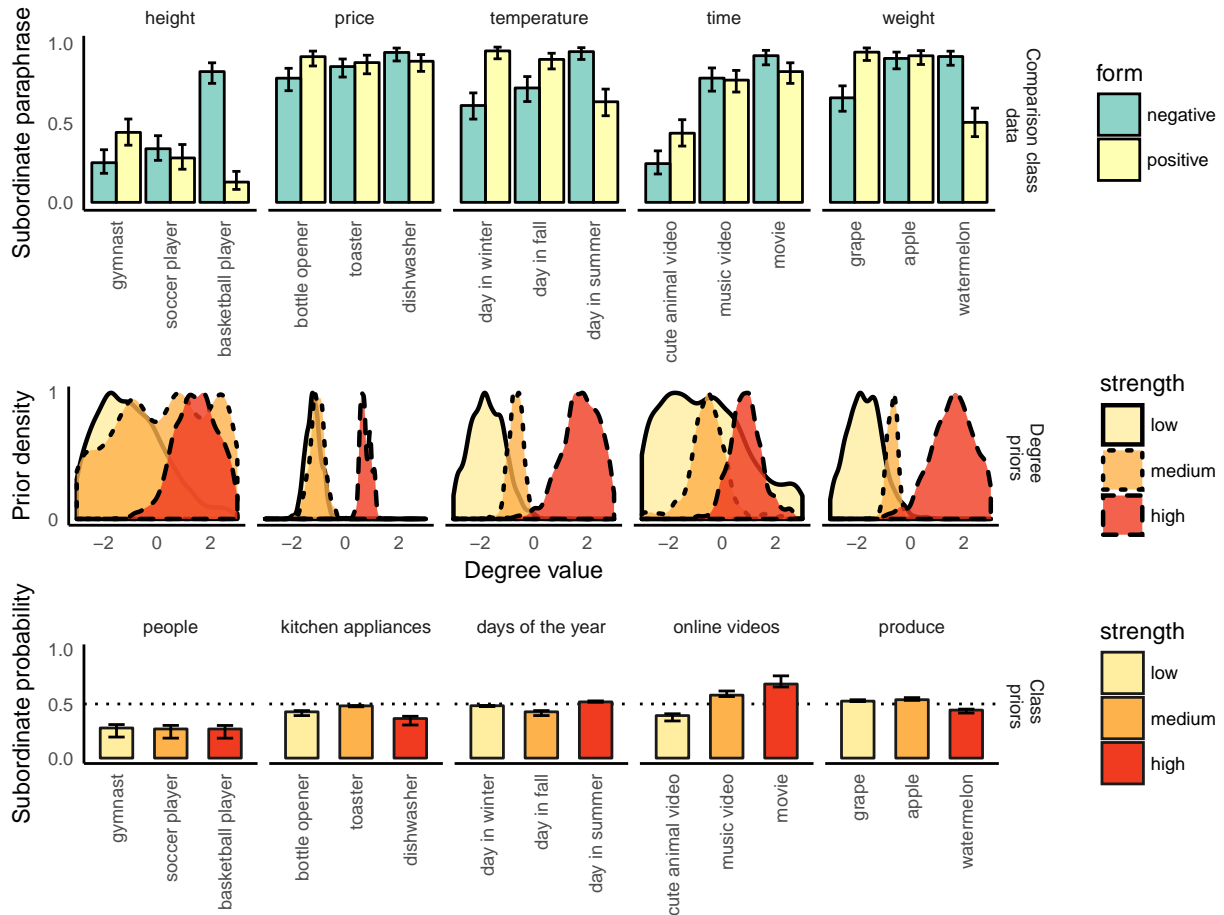 height price temperature time weight
Subordinate paraphrase
1.0
0.5
0.0
Comparison class
data
form
negative
positive
gymnast
soccer player
basketball player
bottle opener
toaster
dishwasher
day in winter
day in fall
day in summer
cute animal video
music video
movie
grape
apple
watermelon
Prior density
1
0
Degree
priors
strength
low
medium
high
−2 0 2 −2 0 2 −2 0 2 −2 0 2 −2 0 2
Degree value
people kitchen appliances days of the year online videos produce
Subordinate probability
1.0
0.5
0.0
Class
priors
strength
low
medium
high
gymnast
soccer player
basketball player
bottle opener
toaster
dishwasher
day in winter
day in fall
day in summer
cute animal video
music video
movie
grape
apple
watermelon